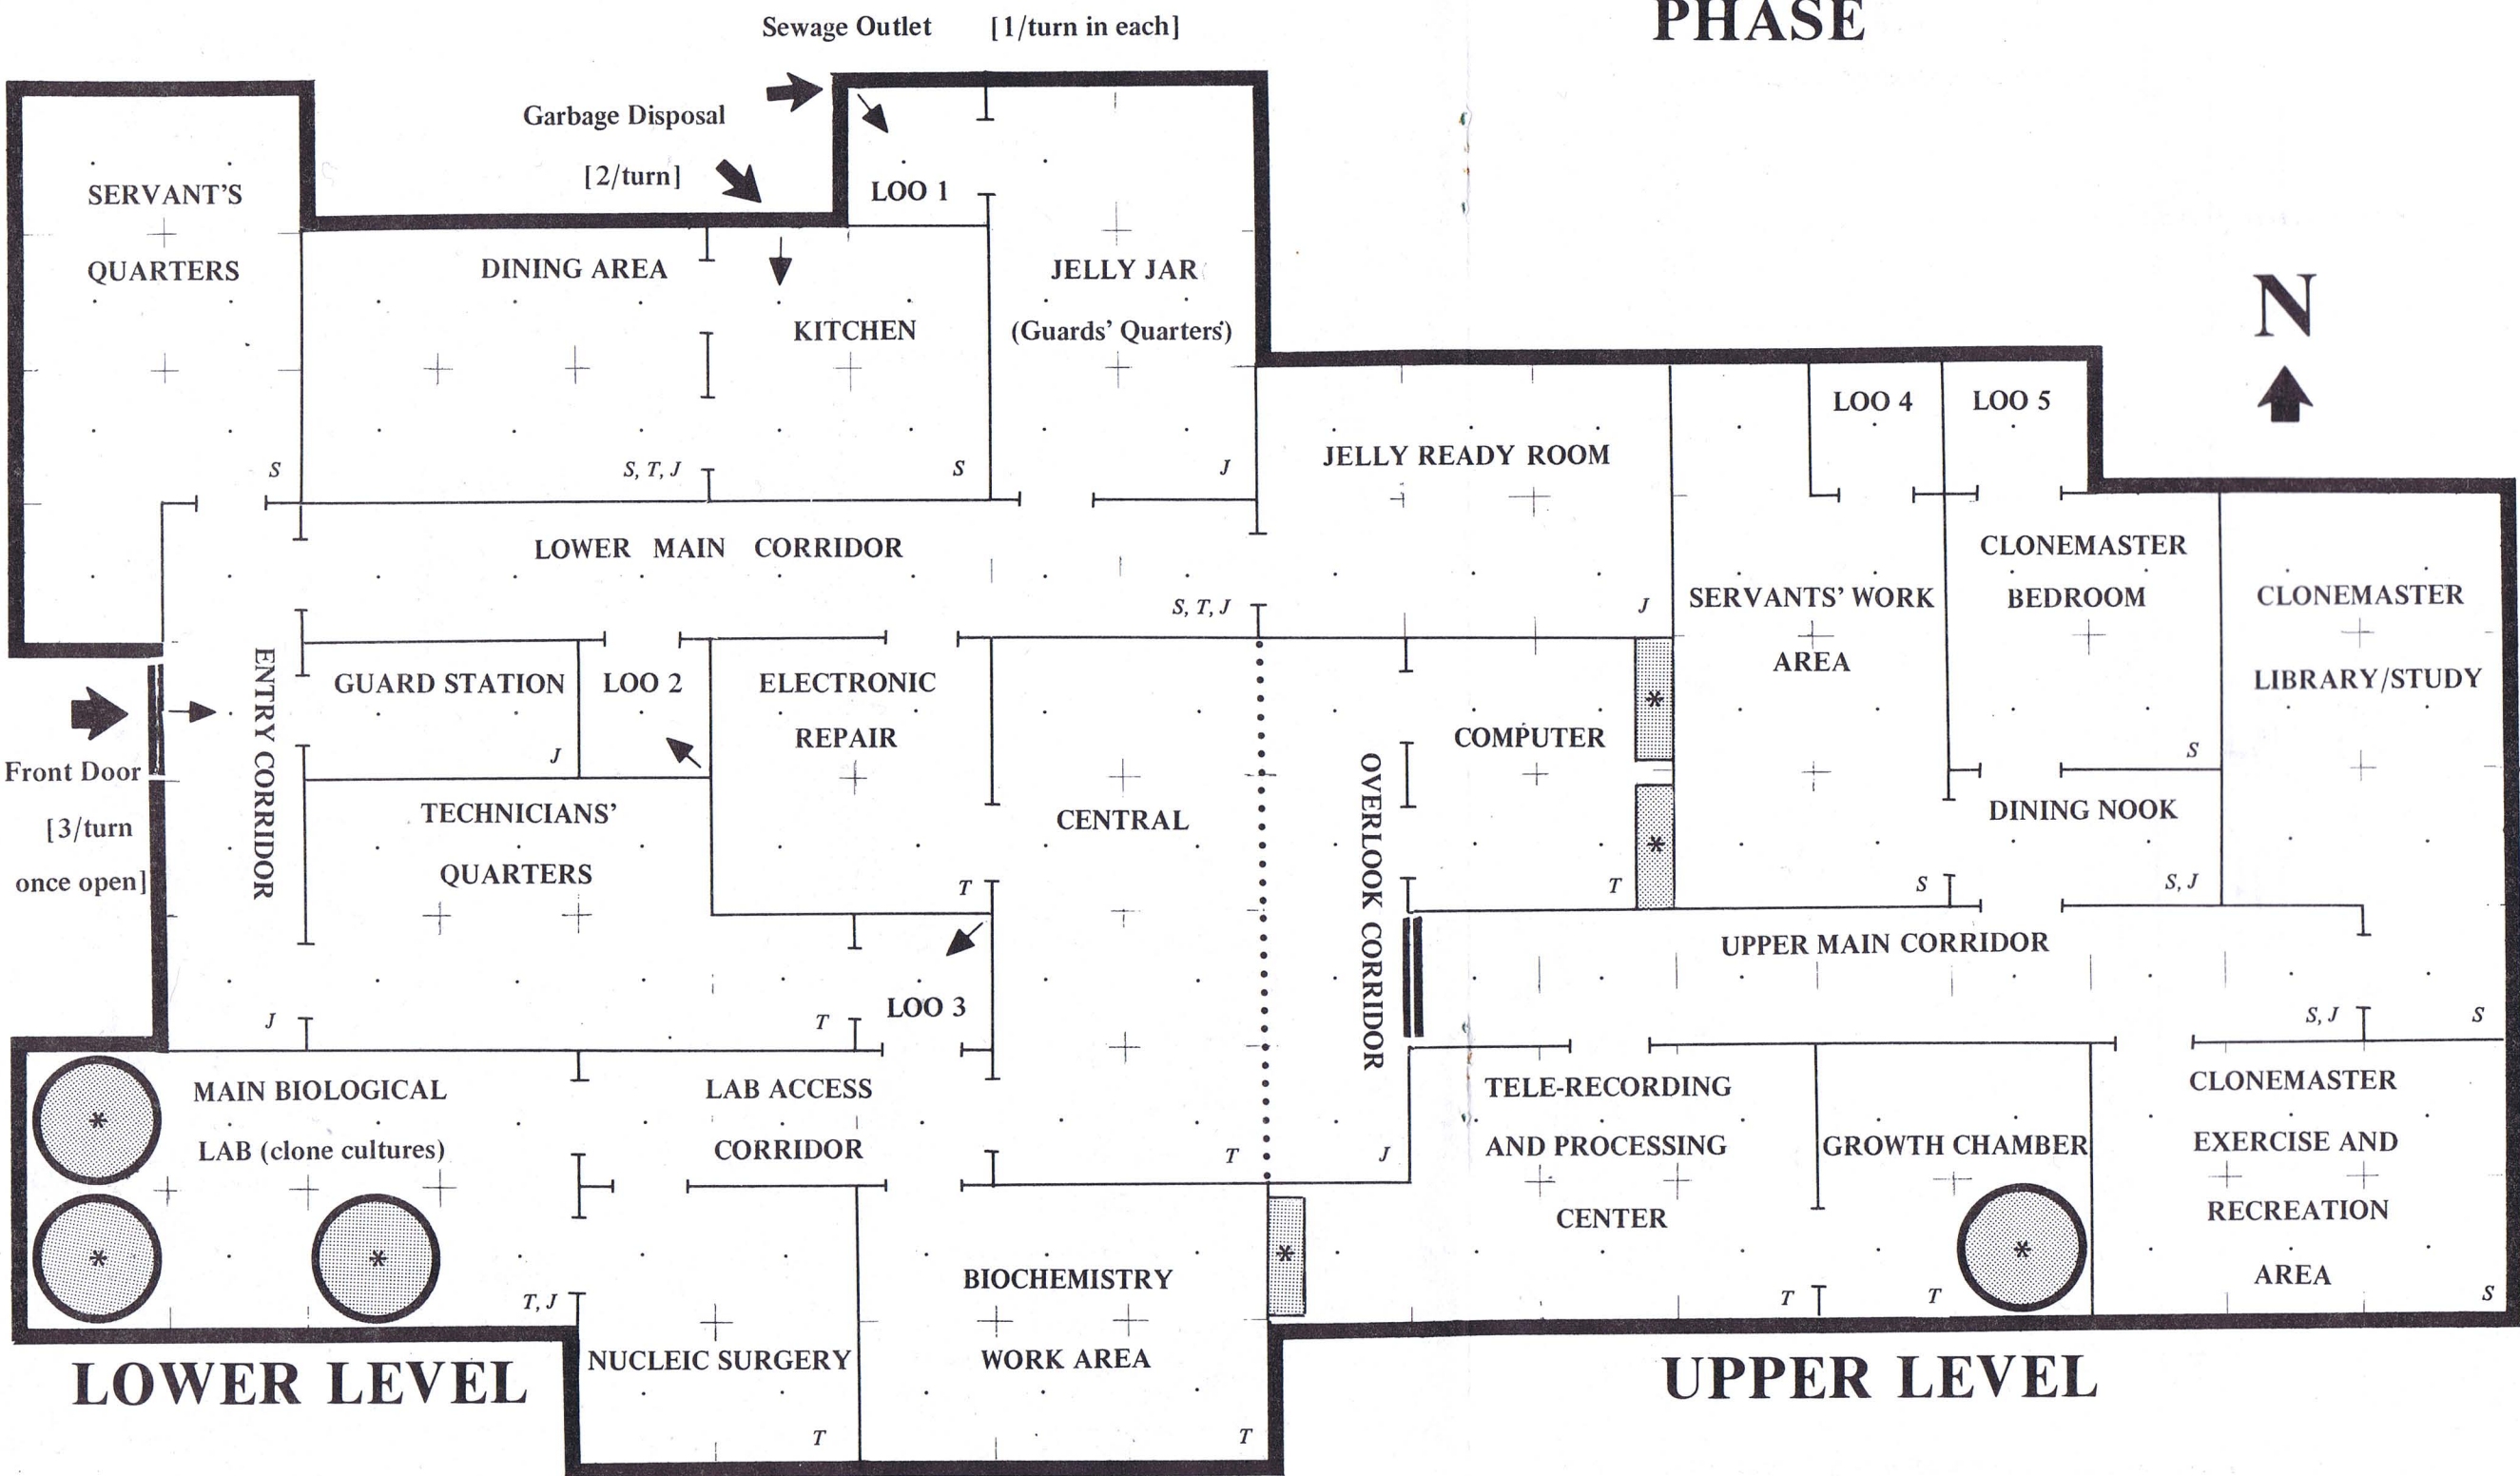 PHASE
Sewage Outlet [1/turn in each]
Garbage Disposal
[2/turn]
LOO 1
SERVANT'S
QUARTERS
S
DINING AREA
S, T, J
KITCHEN
S
JELLY JAR
(Guards' Quarters)
J
N
JELLY READY ROOM
J
LOO 4
LOO 5
LOWER MAIN CORRIDOR
S, T, J
SERVANTS' WORK
AREA
S
CLONEMASTER
BEDROOM
S
CLONEMASTER
LIBRARY/STUDY
S
ENTRY CORRIDOR
J
GUARD STATION
J
LOO 2
ELECTRONIC
REPAIR
T
Front Door
[3/turn
once open]
TECHNICIANS'
QUARTERS
T
CENTRAL
T
OVERLOOK CORRIDOR
J
COMPUTER
T
*
*
DINING NOOK
S, J
UPPER MAIN CORRIDOR
S, J
LOO 3
MAIN BIOLOGICAL
LAB (clone cultures)
T, J
*
*
*
LAB ACCESS
CORRIDOR
TELE-RECORDING
AND PROCESSING
CENTER
T
*
GROWTH CHAMBER
T
*
CLONEMASTER
EXERCISE AND
RECREATION
AREA
S
NUCLEIC SURGERY
T
BIOCHEMISTRY
WORK AREA
T
LOWER LEVEL
UPPER LEVEL